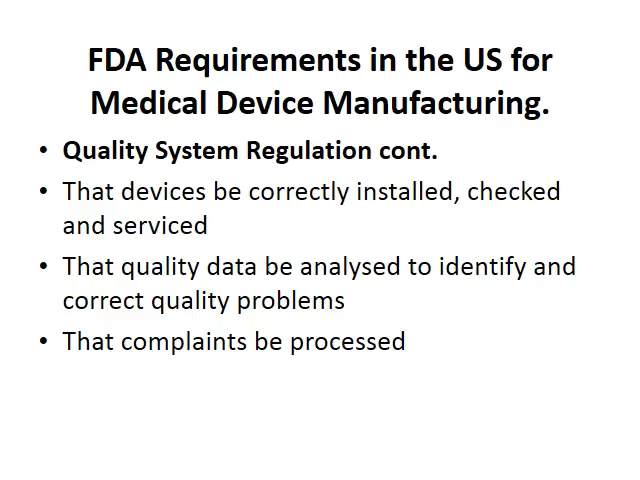 FDA Requirements in the US for
Medical Device Manufacturing.
• Quality System Regulation cont.
• That devices be correctly installed, checked
and serviced
• That quality data be analysed to identify and
correct quality problems
• That complaints be processed